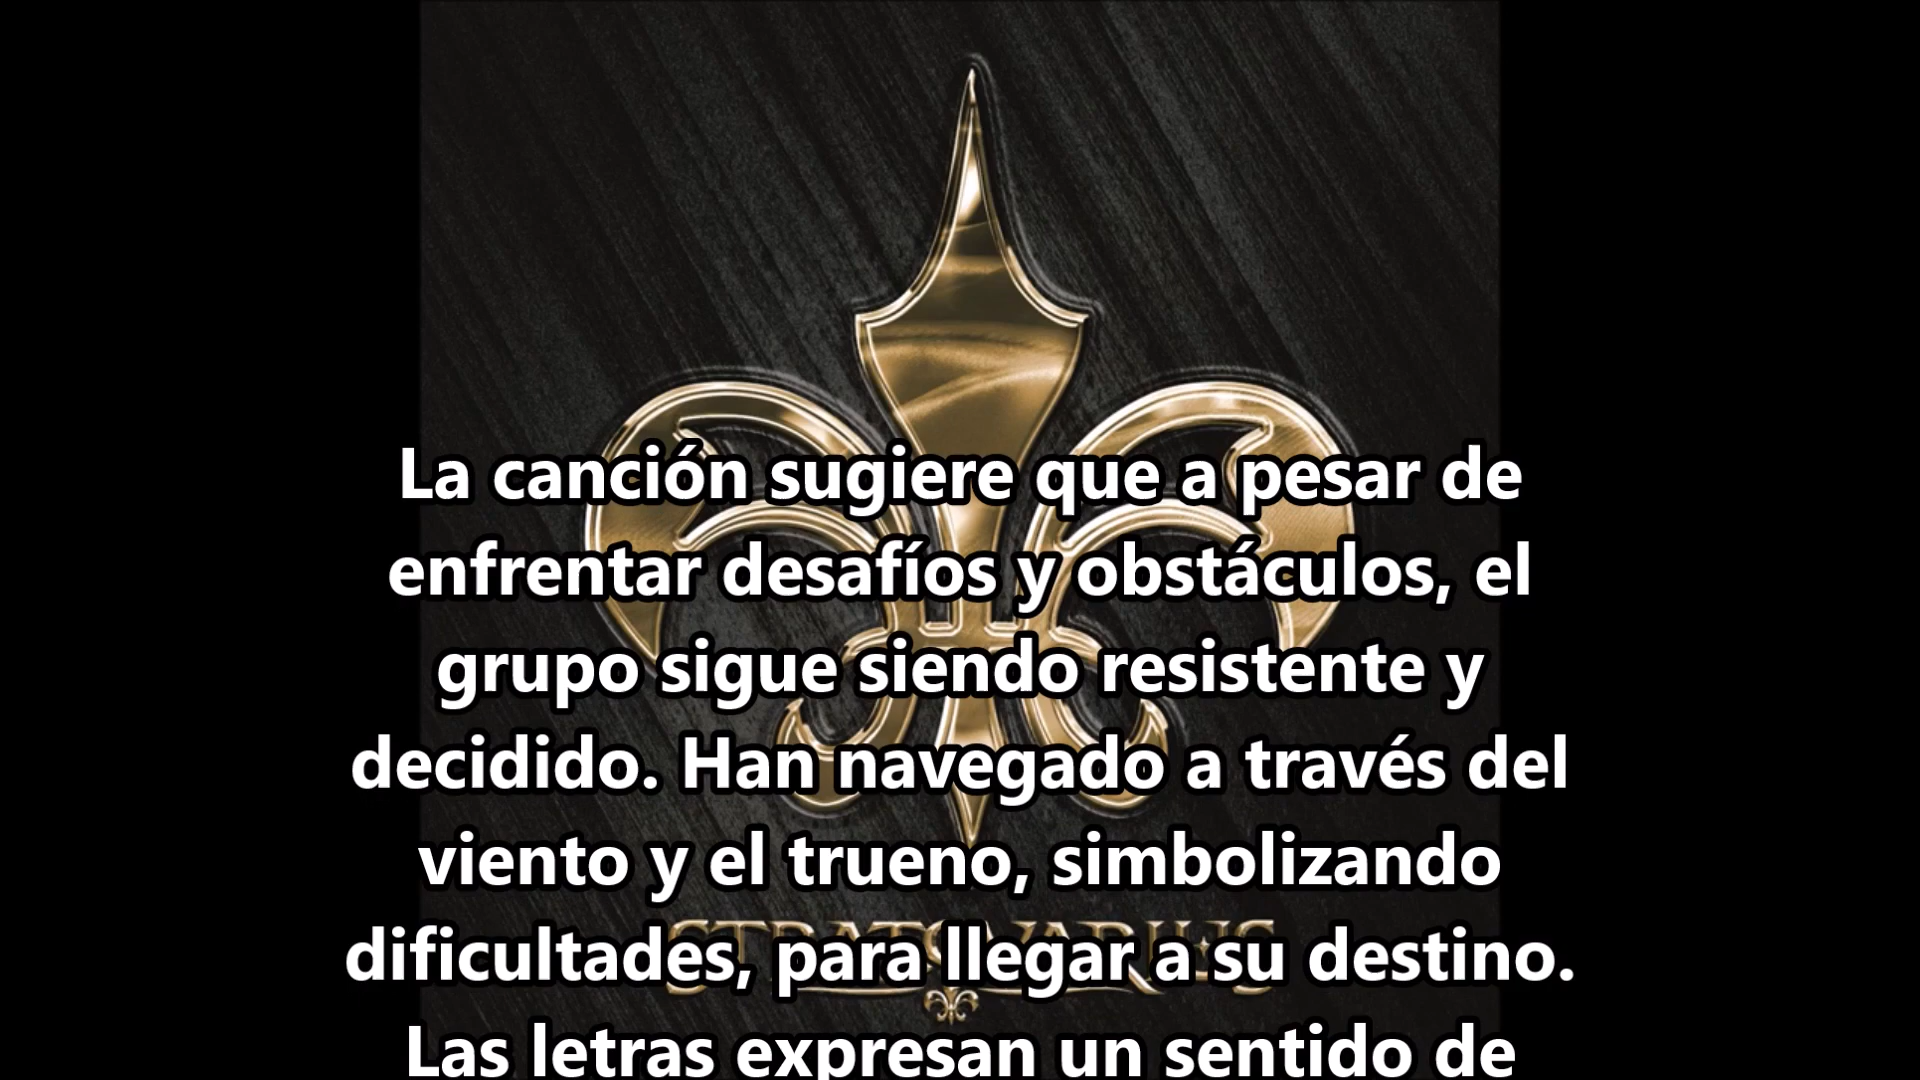 La canción sugiere que a pesar de
enfrentar desafíos y obstáculos, el
grupo sigue siendo resistente y
decidido. Han navegado a través del
viento y el trueno, simbolizando
dificultades, para llegar a su destino.
STRATOVARIUS
Las letras expresan un sentido de